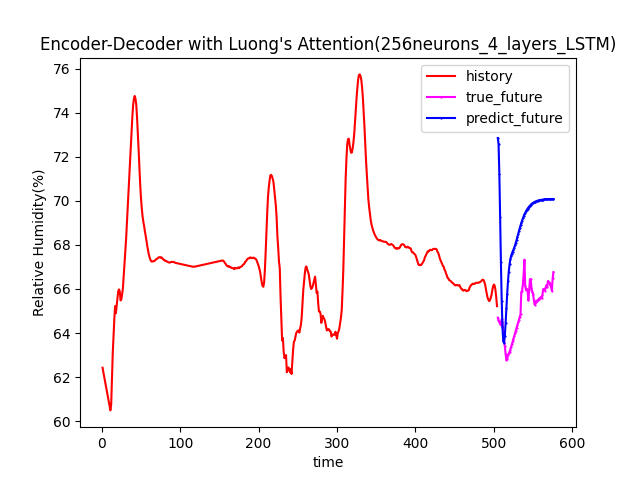 Encoder-Decoder with Luong's Attention(256neurons_4_layers_LSTM)
history
true_future
predict_future
76
74
72
70
68
66
64
62
60
Relative Humidity(%)
0 100 200 300 400 500 600
time